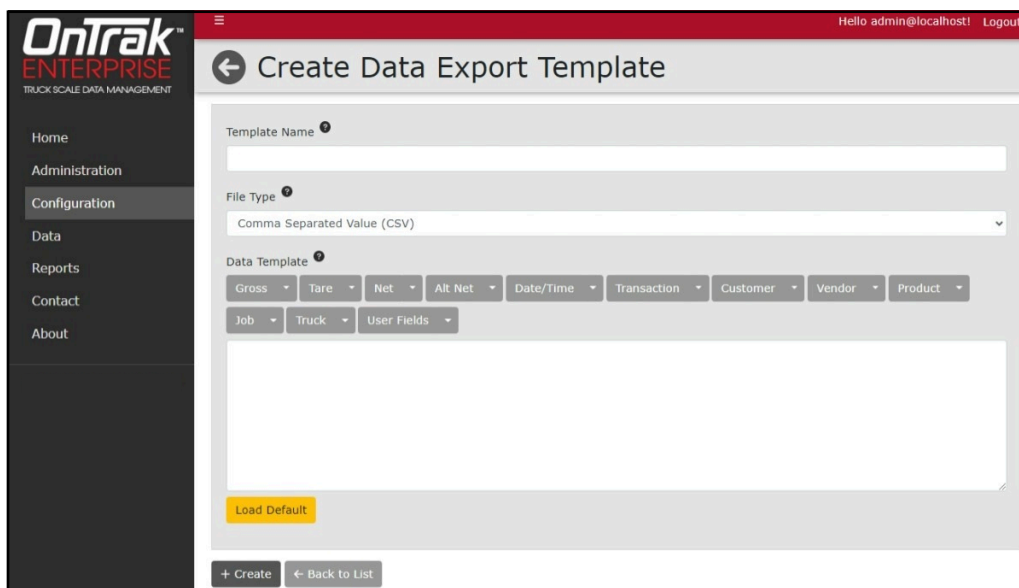 OnTrak™
ENTERPRISE
TRUCK SCALE DATA MANAGEMENT
Home
Administration
Configuration
Data
Reports
Contact
About
Hello admin@localhost! Logout
Create Data Export Template
Template Name
File Type
Comma Separated Value (CSV)
Data Template
Gross Tare Net Alt Net Date/Time Transaction Customer Vendor Product
Job Truck User Fields
Load Default
+ Create ← Back to List